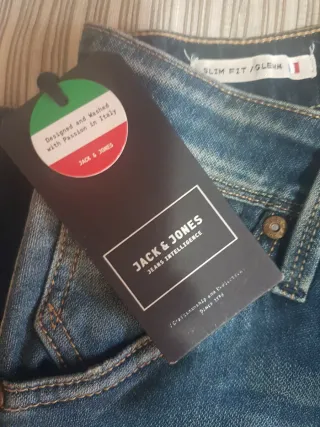 SLIM FIT / GLENN
Designed and Washed
with Passion in Italy
JACK & JONES
JACK & JONES
JEANS INTELLIGENCE
Craftsmanship and
Since 1990